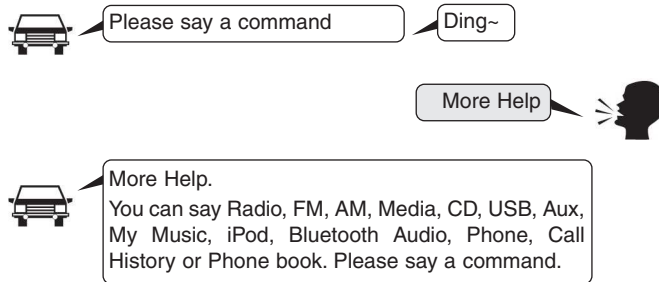 Please say a command
Ding~
More Help
More Help.
You can say Radio, FM, AM, Media, CD, USB, Aux,
My Music, iPod, Bluetooth Audio, Phone, Call
History or Phone book. Please say a command.